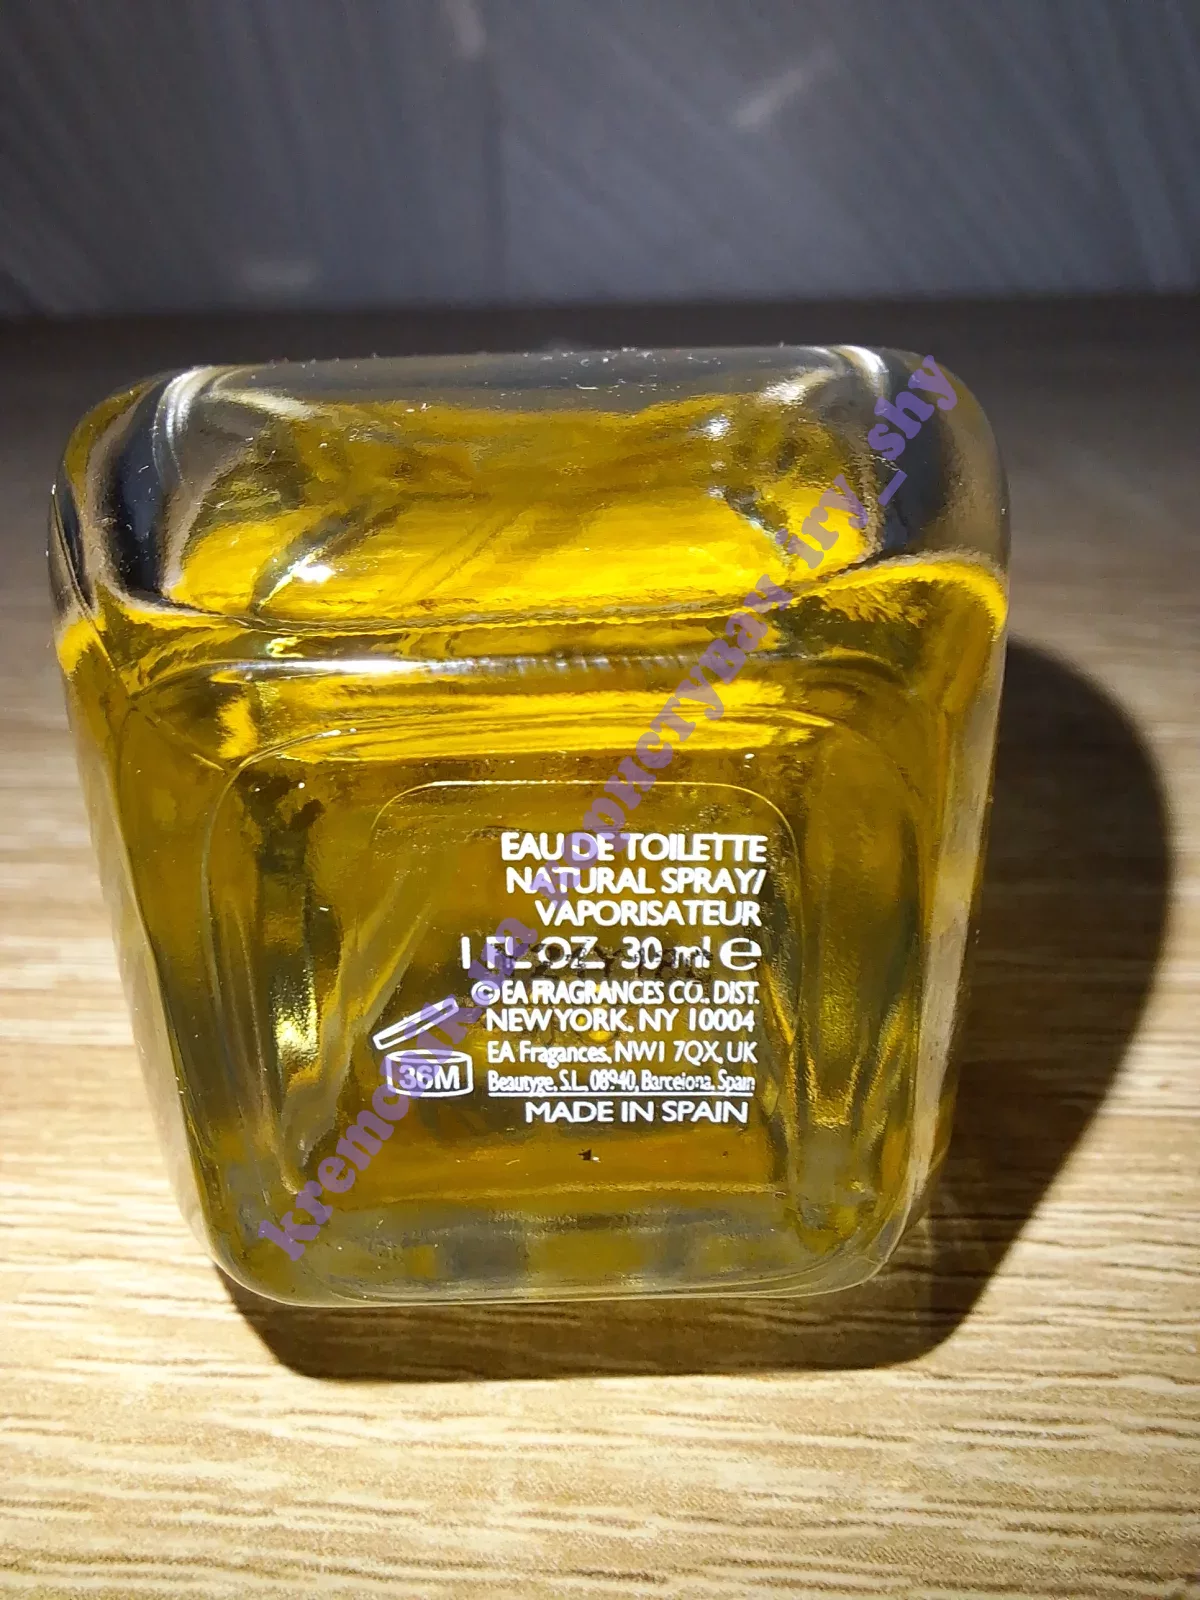 EAU DE TOILETTE
NATURAL SPRAY/
VAPORISATEUR
1 FL. OZ. 30 ml e
©EA FRAGRANCES CO., DIST.
NEW YORK, NY 10004
EA Fragances, NW1 7QX, UK
36M
Beautyge, S.L., 08940, Barcelona. Spain
MADE IN SPAIN